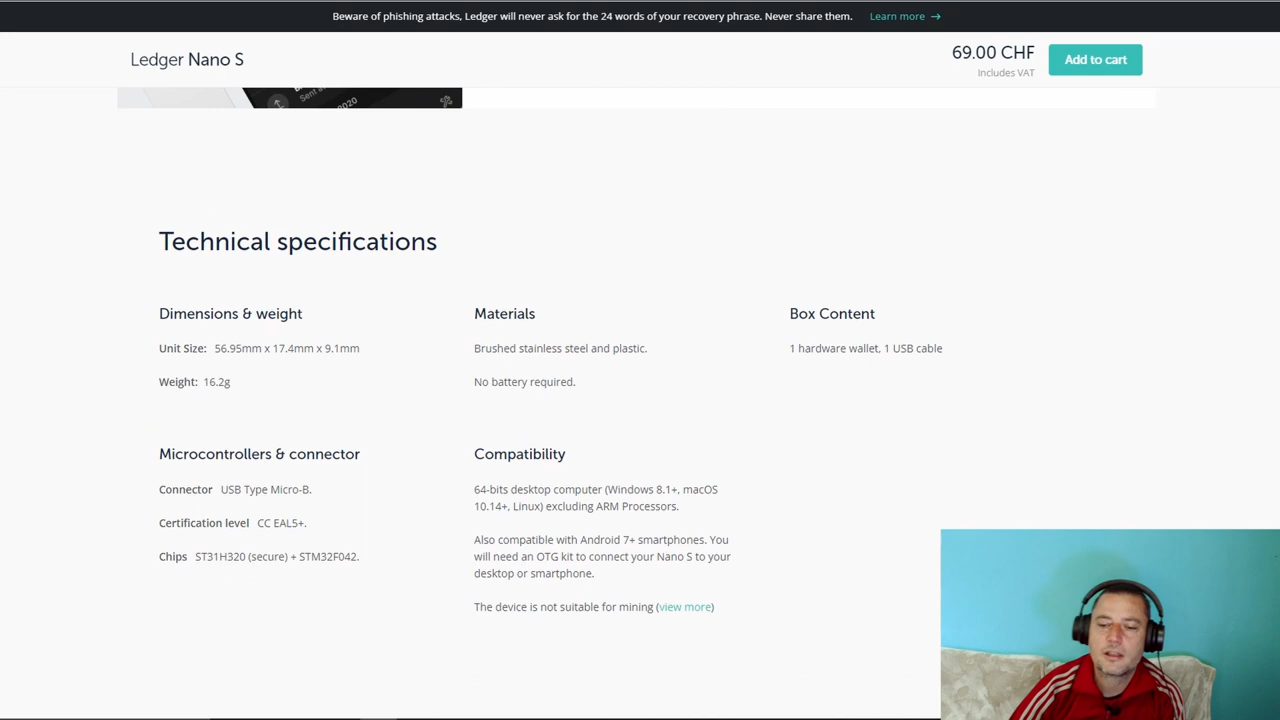 Beware of phishing attacks, Ledger will never ask for the 24 words of your recovery phrase. Never share them. Learn more →
Ledger Nano S
69.00 CHF
Includes VAT
Add to cart
Sent
2020
Technical specifications
Dimensions & weight
Unit Size: 56.95mm x 17.4mm x 9.1mm
Weight: 16.2g
Materials
Brushed stainless steel and plastic.
No battery required.
Box Content
1 hardware wallet, 1 USB cable
Microcontrollers & connector
Connector USB Type Micro-B.
Certification level CC EAL5+.
Chips ST31H320 (secure) + STM32F042.
Compatibility
64-bits desktop computer (Windows 8.1+, macOS
10.14+, Linux) excluding ARM Processors.
Also compatible with Android 7+ smartphones. You
will need an OTG kit to connect your Nano S to your
desktop or smartphone.
The device is not suitable for mining (view more)